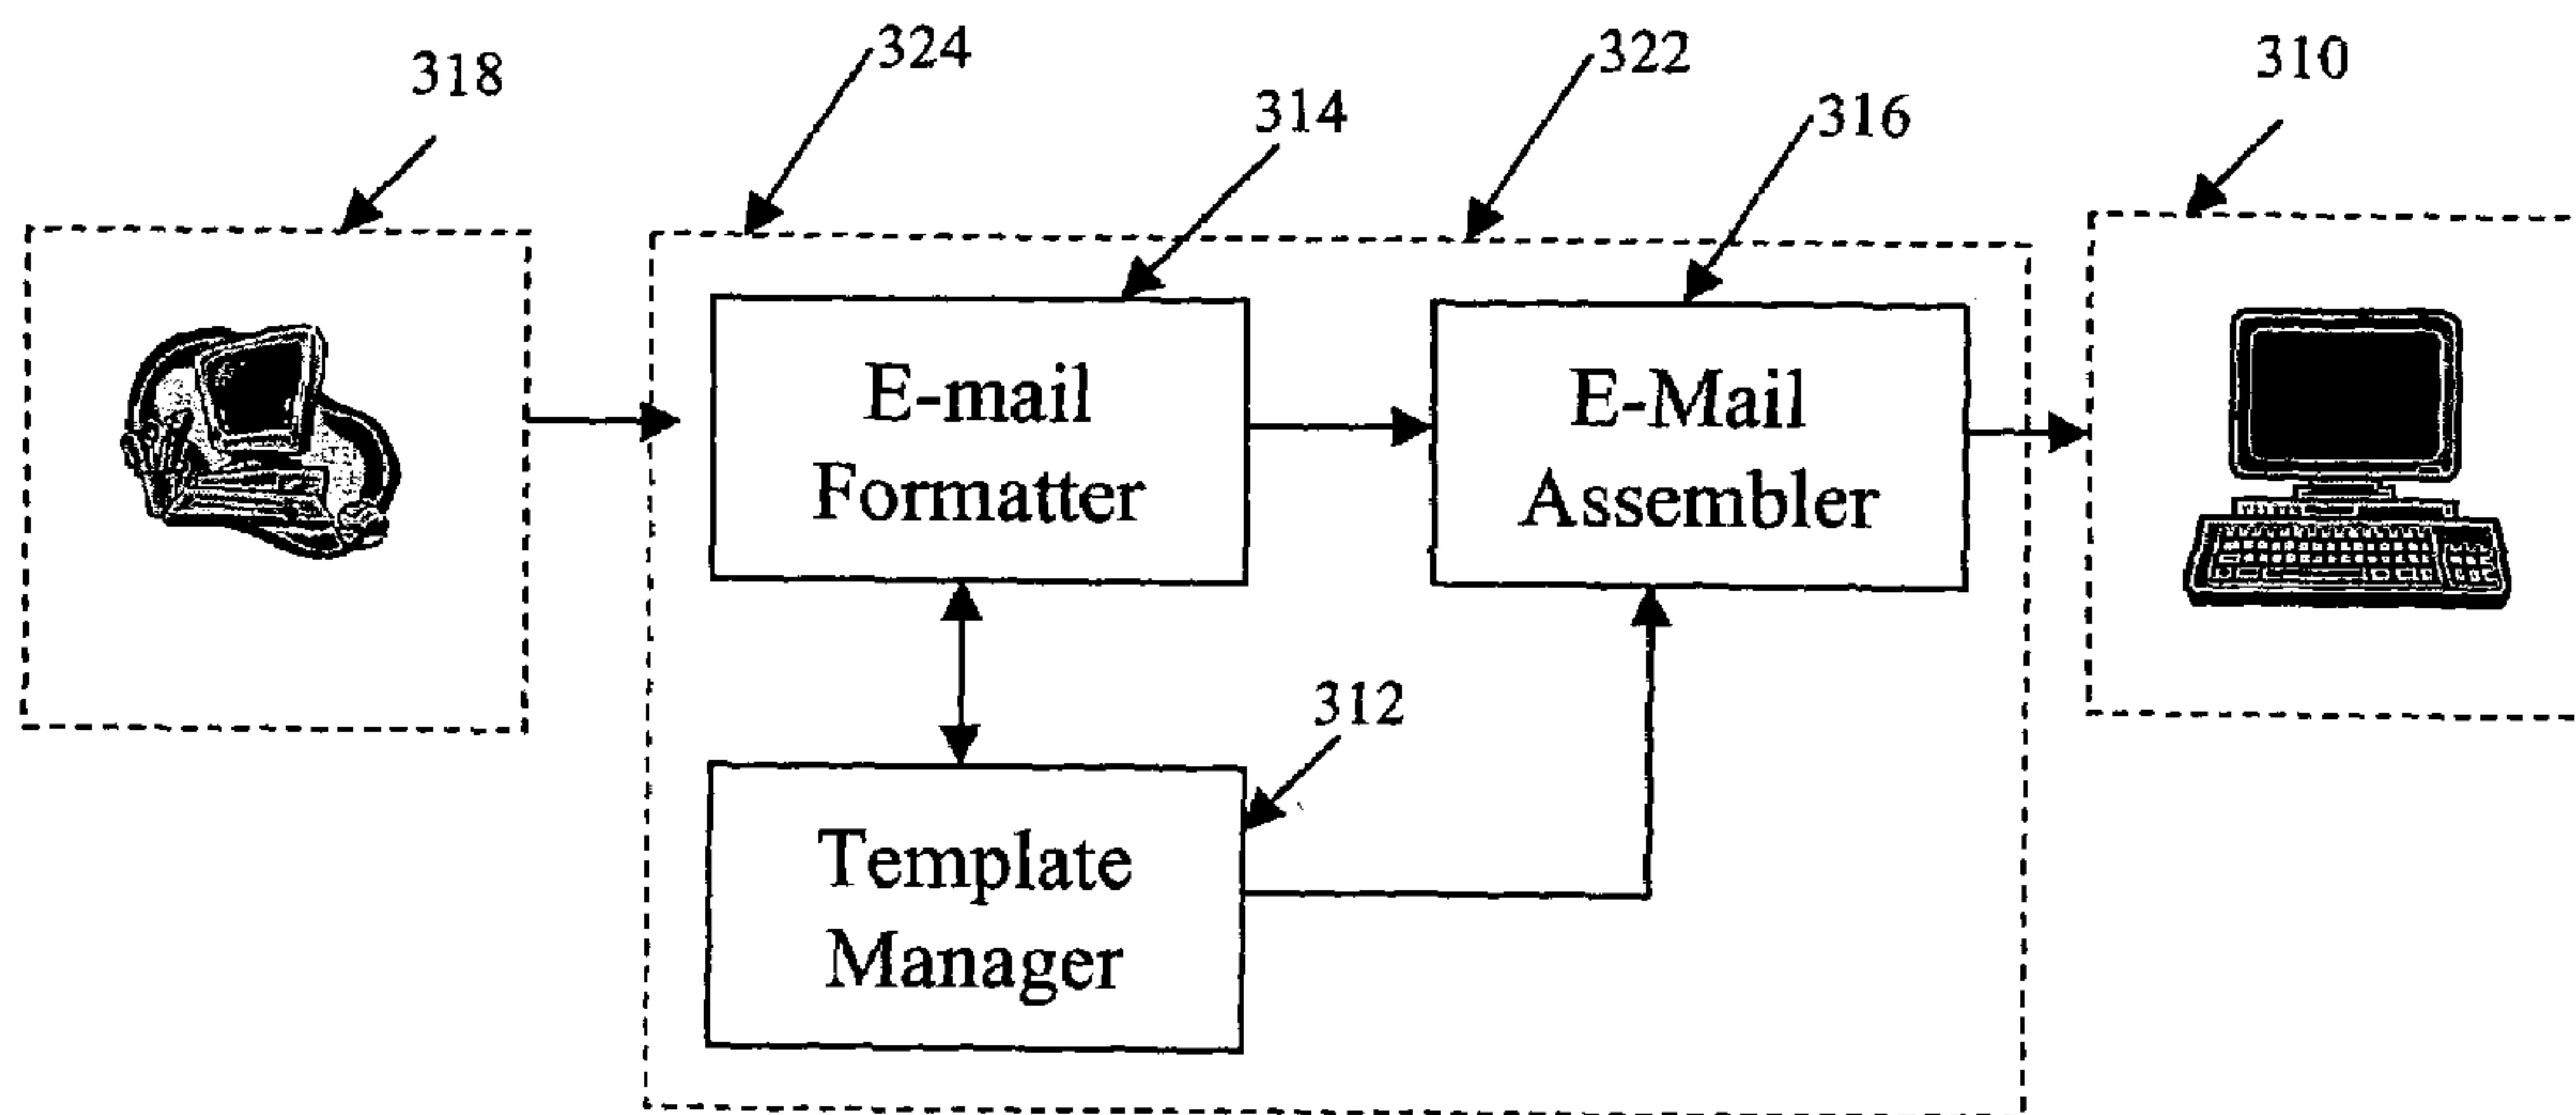 318
324
314
322
316
310
E-mail
Formatter
E-Mail
Assembler
312
Template
Manager